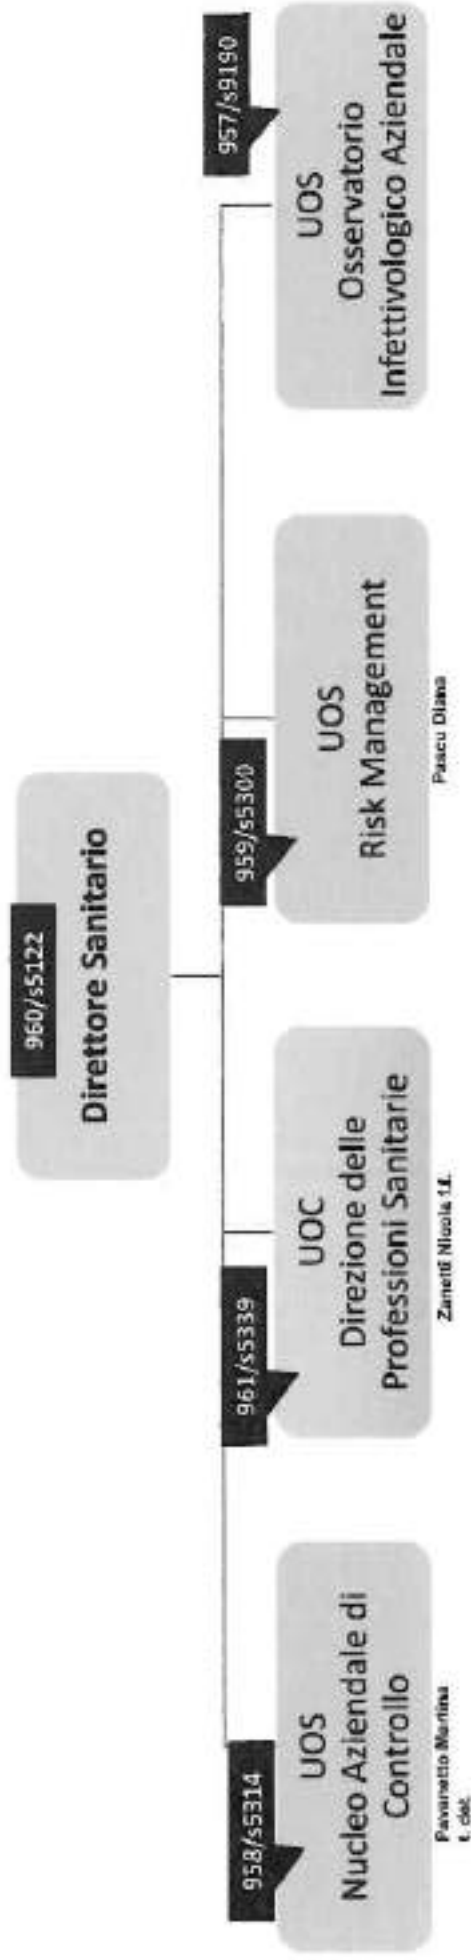 960/s5122
Direttore Sanitario
958/s5314
UOS
Nucleo Aziendale di
Controllo
Pavanetto Martina
t. det.
961/s5339
UOC
Direzione delle
Professioni Sanitarie
Zanetti Nicola f.f.
959/s5300
UOS
Risk Management
Pascu Diana
957/s9190
UOS
Osservatorio
Infettivologico Aziendale